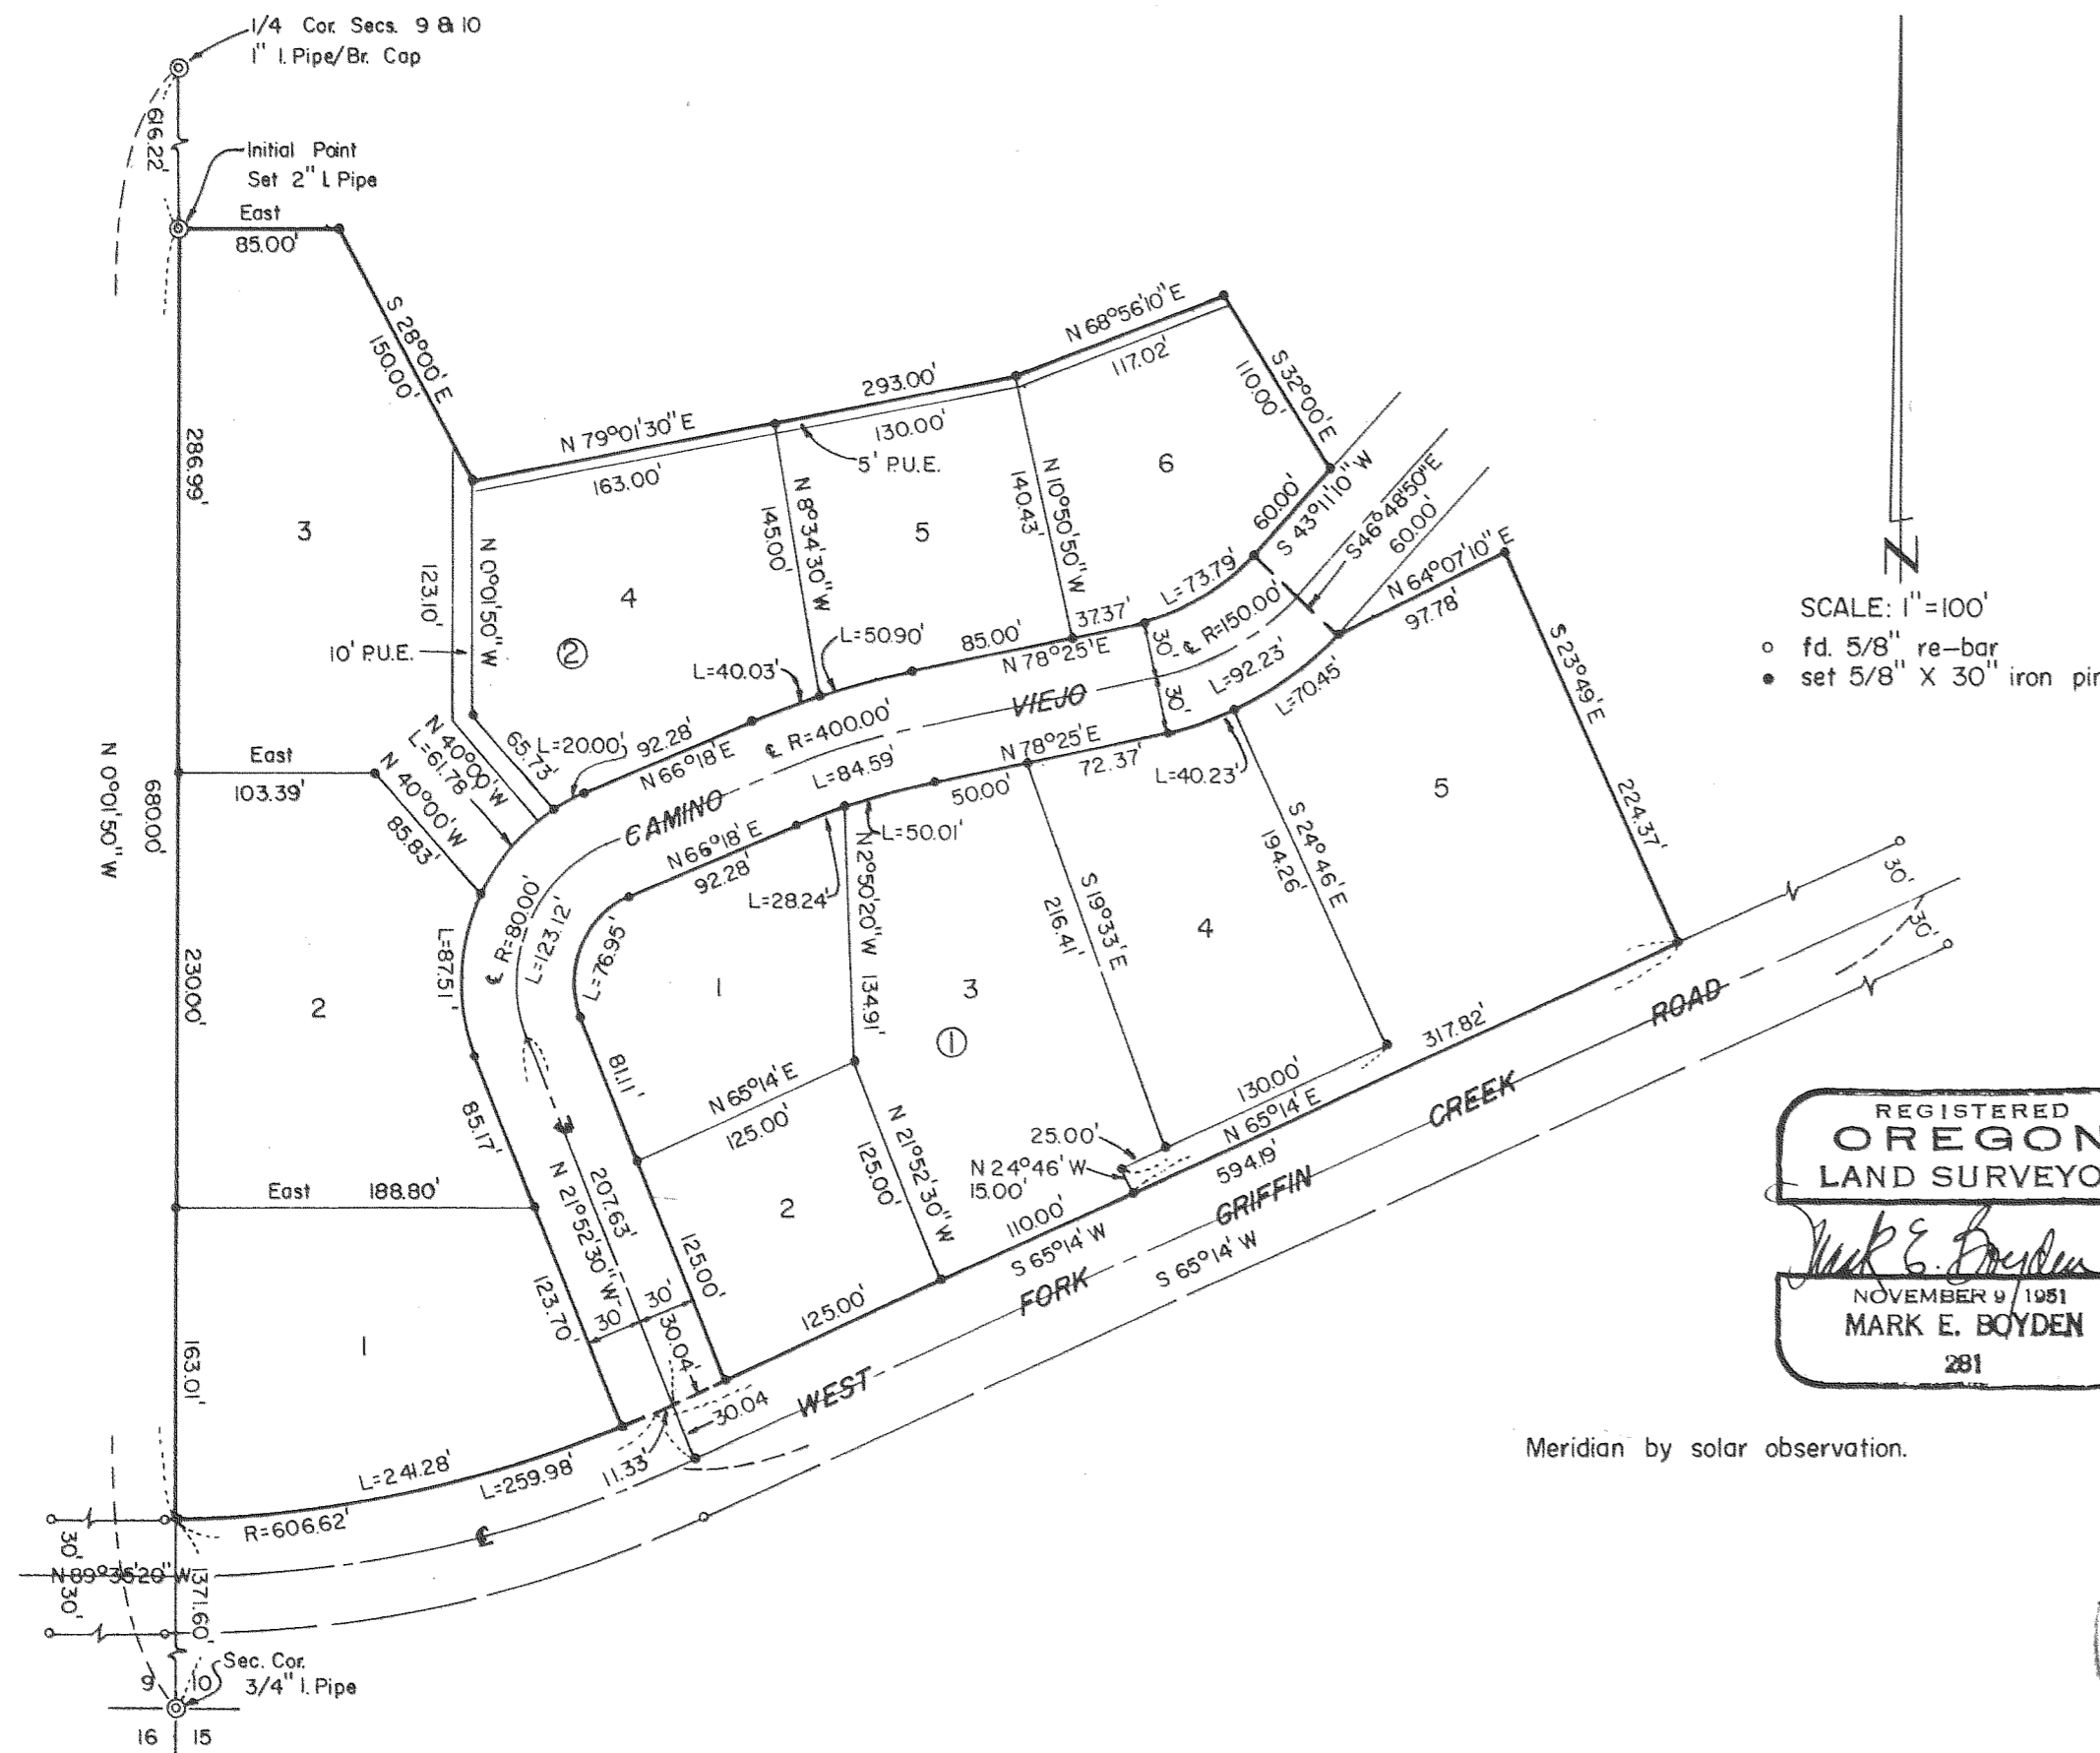 1/4 Cor. Secs. 9 & 10
1" I. Pipe/Br. Cap
616.22'
Initial Point
Set 2" I. Pipe
East
85.00'
S 28°00' E
150.00'
286.99'
3
N 79°01'30" E
163.00'
293.00'
130.00'
5' P.U.E.
N 68°56'10" E
117.02'
S 32°00' E
110.00'
6
5
4
②
N 8°34'30" W
145.00'
N 10°50'50" W
140.43'
N 0°01'50" W
123.10'
10' P.U.E.
60.00'
S 43°11'10" W
S46°48'50"E
60.00'
L=73.79'
℄ R=150.00'
L=92.23'
L=70.45'
N 64°07'10" E
97.78'
S 23°49' E
224.37'
N
SCALE: 1"=100'
fd. 5/8" re-bar
set 5/8" X 30" iron pin
37.37'
85.00'
N 78°25' E
30'
30'
L=50.90'
L=40.03'
VIEJO
℄ R=400.00'
L=84.59'
N 78°25' E
72.37'
50.00'
L=40.23'
L=50.01'
L=20.00'
92.28'
N 66°18' E
CAMINO
65.73'
N 40°00' W
L=61.78
N 40°00' W
85.83'
East
103.39'
N 0°01'50" W
680.00'
230.00'
2
L=87.51'
℄ R=80.00'
L=123.12'
L=76.95'
N 66°18' E
92.28'
L=28.24'
N 2°50'20" W 134.91'
1
3
①
S 19°33' E
216.41'
4
S 24°46' E
194.26'
5
81.11'
85.17'
N 65°14' E
125.00'
N 21°52'30" W
125.00'
2
East 188.80'
℄
207.63'
N 21°52'30" W
125.00'
123.70'
30'
30'
30.04'
1
163.01'
125.00'
110.00'
S 65°14' W
25.00'
N 24°46' W
15.00'
130.00'
N 65°14' E
594.19'
317.82'
30'
30'
WEST FORK GRIFFIN CREEK ROAD
S 65°14' W
30.04
11.33'
L=241.28'
L=259.98'
R=606.62'
℄
30'
N 89°35'20" W
30'
1371.60'
9 10
16 15
Sec. Cor.
3/4" I. Pipe
REGISTERED
OREGON
LAND SURVEYO
Mark E. Boyden
NOVEMBER 9, 1951
MARK E. BOYDEN
281
Meridian by solar observation.